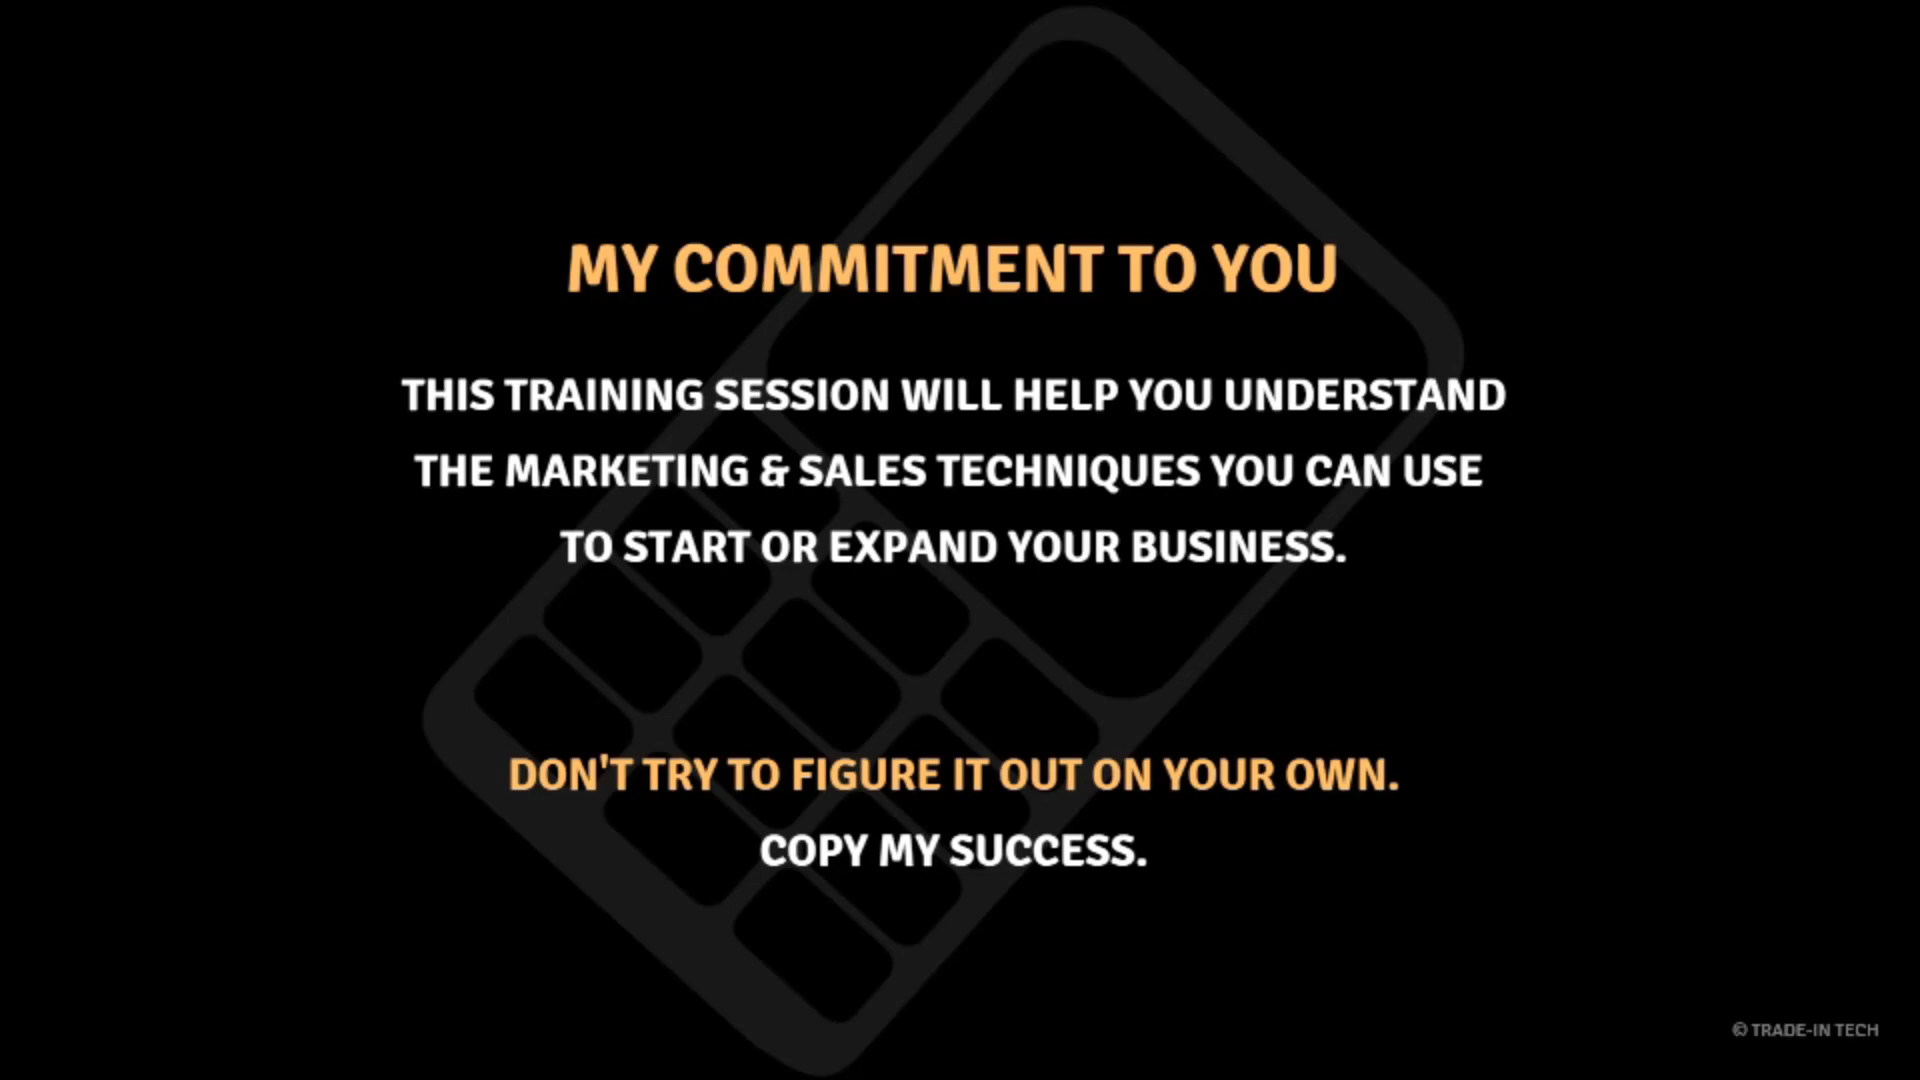 MY COMMITMENT TO YOU
THIS TRAINING SESSION WILL HELP YOU UNDERSTAND
THE MARKETING & SALES TECHNIQUES YOU CAN USE
TO START OR EXPAND YOUR BUSINESS.
DON'T TRY TO FIGURE IT OUT ON YOUR OWN.
COPY MY SUCCESS.
© TRADE-IN TECH